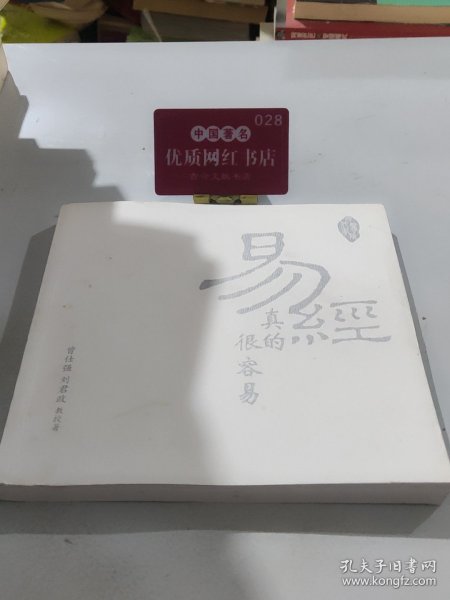 028
中国著名
优质网红书店
易經
真的
很容易
曾仕强 刘君政 教授著
孔夫子旧书网
www.kongfz.com